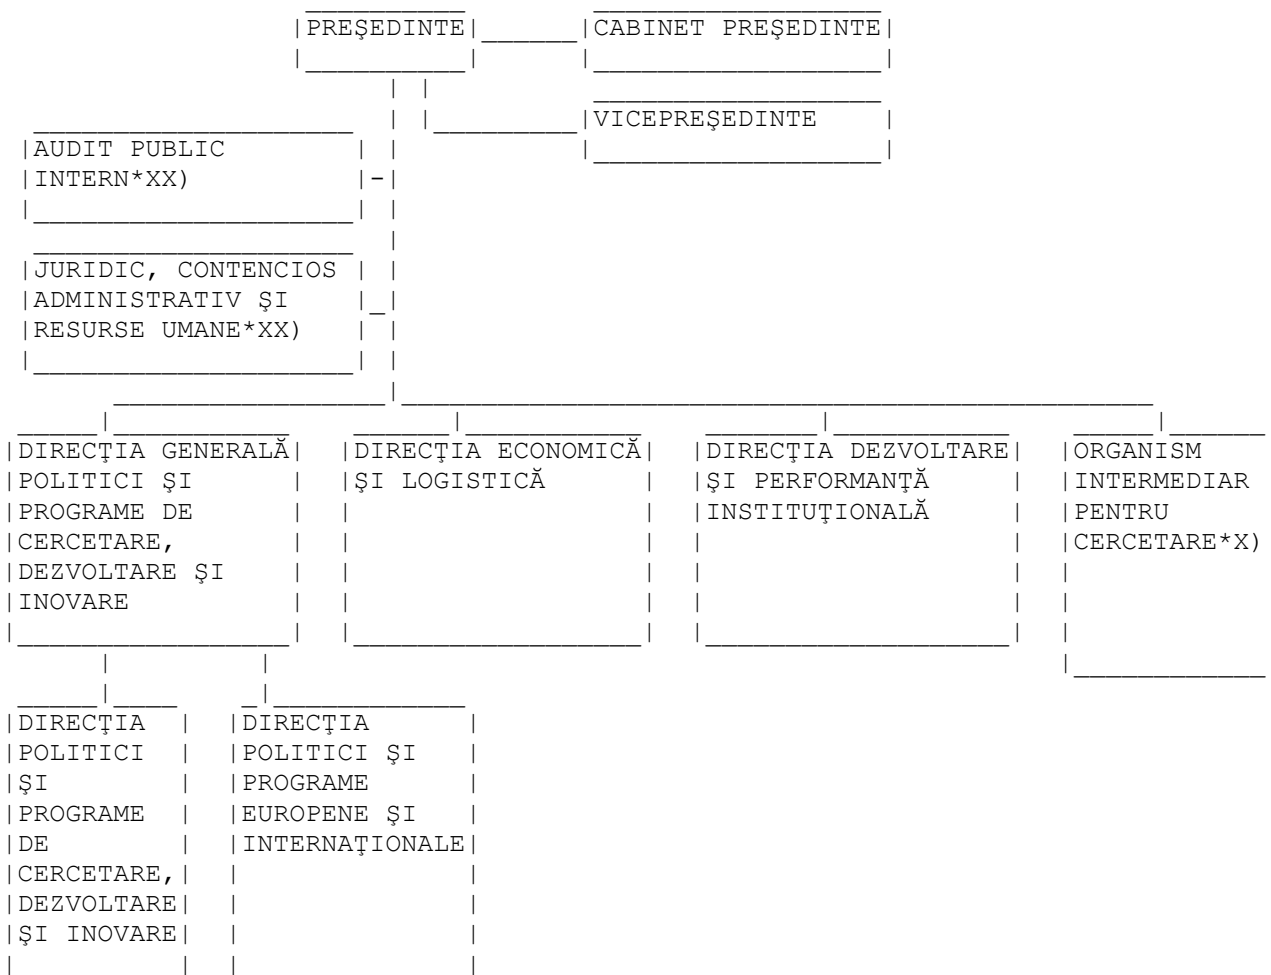 PREŞEDINTE
CABINET PREŞEDINTE
VICEPREŞEDINTE
AUDIT PUBLIC
INTERN*XX)
JURIDIC, CONTENCIOS
ADMINISTRATIV ŞI
RESURSE UMANE*XX)
DIRECŢIA GENERALĂ
POLITICI ŞI
PROGRAME DE
CERCETARE,
DEZVOLTARE ŞI
INOVARE
DIRECŢIA ECONOMICĂ
ŞI LOGISTICĂ
DIRECŢIA DEZVOLTARE
ŞI PERFORMANŢĂ
INSTITUŢIONALĂ
ORGANISM
INTERMEDIAR
PENTRU
CERCETARE*X)
DIRECŢIA
POLITICI
ŞI
PROGRAME
DE
CERCETARE,
DEZVOLTARE
ŞI INOVARE
DIRECŢIA
POLITICI ŞI
PROGRAME
EUROPENE ŞI
INTERNAŢIONALE